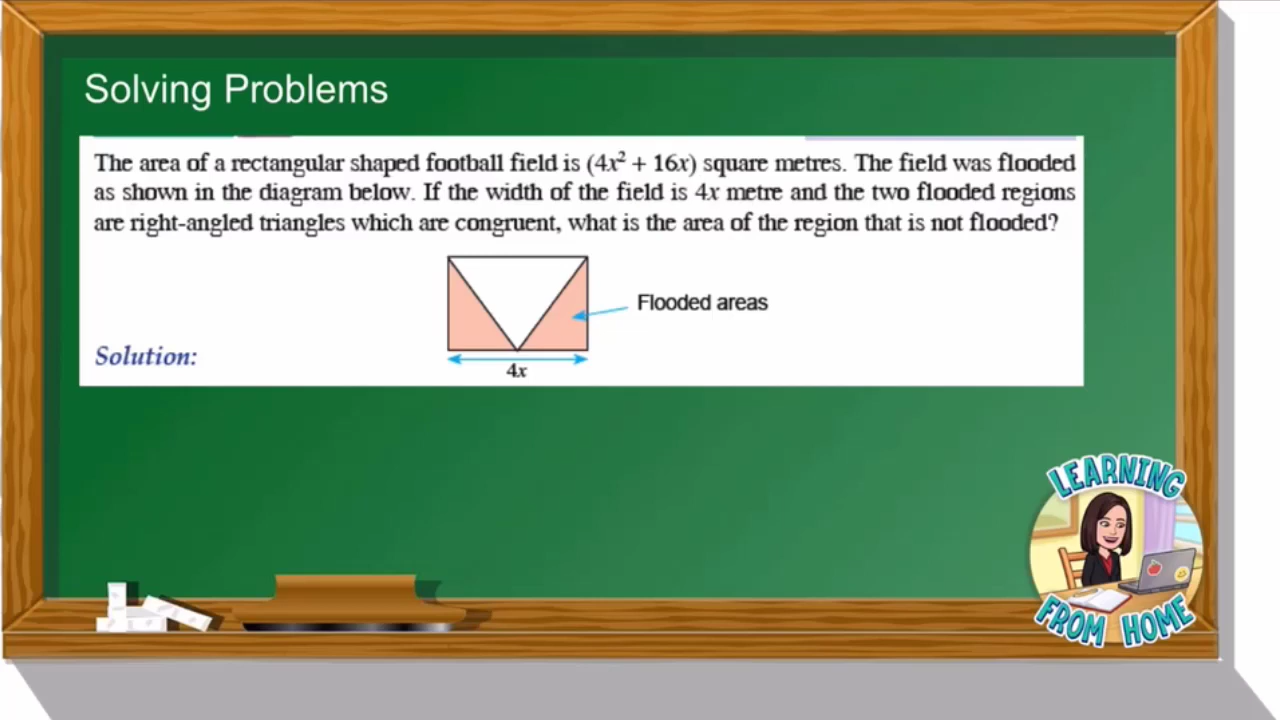 Solving Problems
The area of a rectangular shaped football field is (4x² + 16x) square metres. The field was flooded
as shown in the diagram below. If the width of the field is 4x metre and the two flooded regions
are right-angled triangles which are congruent, what is the area of the region that is not flooded?
Flooded areas
Solution:
4x
LEARNING
FROM HOME